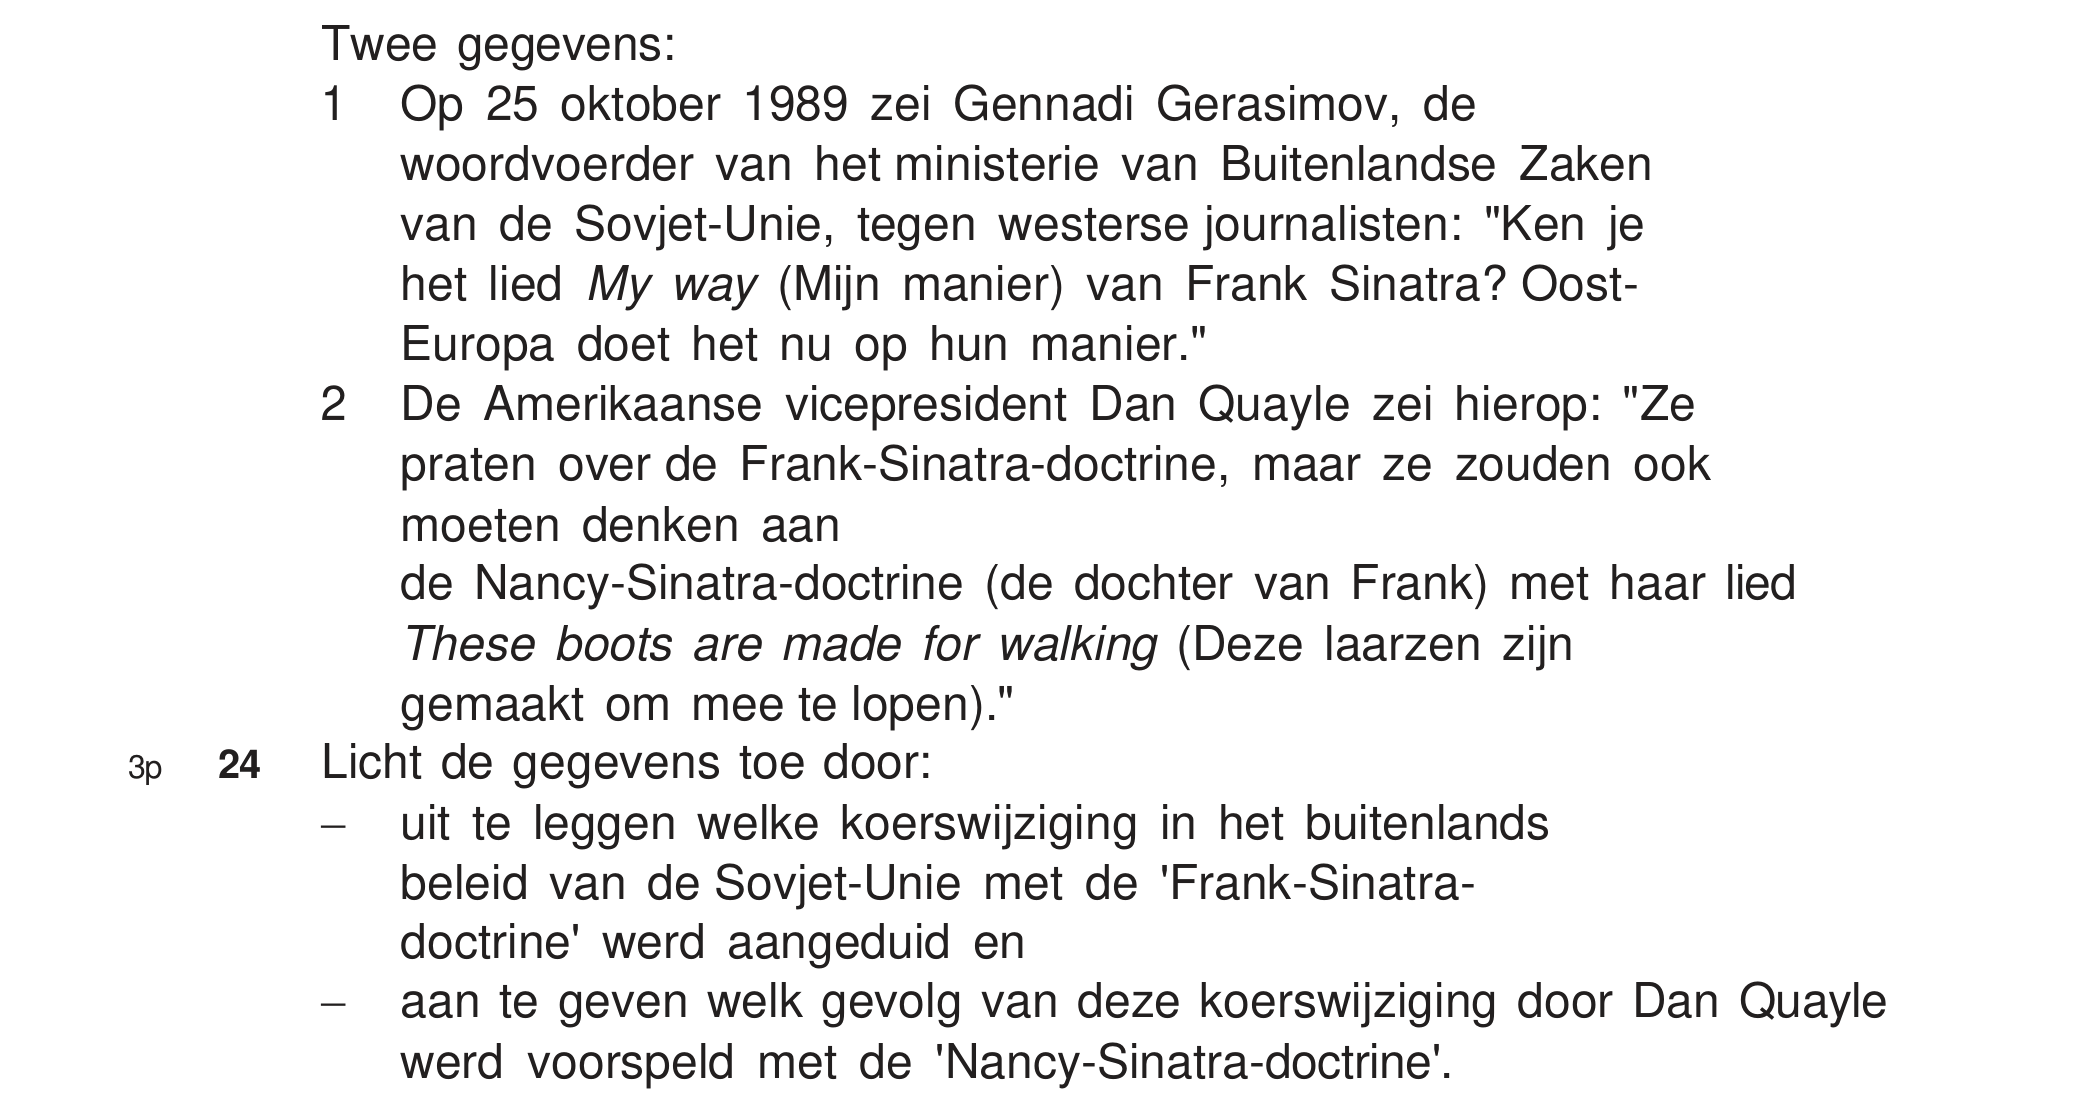 Twee gegevens:
1 Op 25 oktober 1989 zei Gennadi Gerasimov, de
woordvoerder van het ministerie van Buitenlandse Zaken
van de Sovjet-Unie, tegen westerse journalisten: "Ken je
het lied My way (Mijn manier) van Frank Sinatra? Oost-
Europa doet het nu op hun manier."
2 De Amerikaanse vicepresident Dan Quayle zei hierop: "Ze
praten over de Frank-Sinatra-doctrine, maar ze zouden ook
moeten denken aan
de Nancy-Sinatra-doctrine (de dochter van Frank) met haar lied
These boots are made for walking (Deze laarzen zijn
gemaakt om mee te lopen)."
3p 24 Licht de gegevens toe door:
– uit te leggen welke koerswijziging in het buitenlands
beleid van de Sovjet-Unie met de 'Frank-Sinatra-
doctrine' werd aangeduid en
– aan te geven welk gevolg van deze koerswijziging door Dan Quayle
werd voorspeld met de 'Nancy-Sinatra-doctrine'.